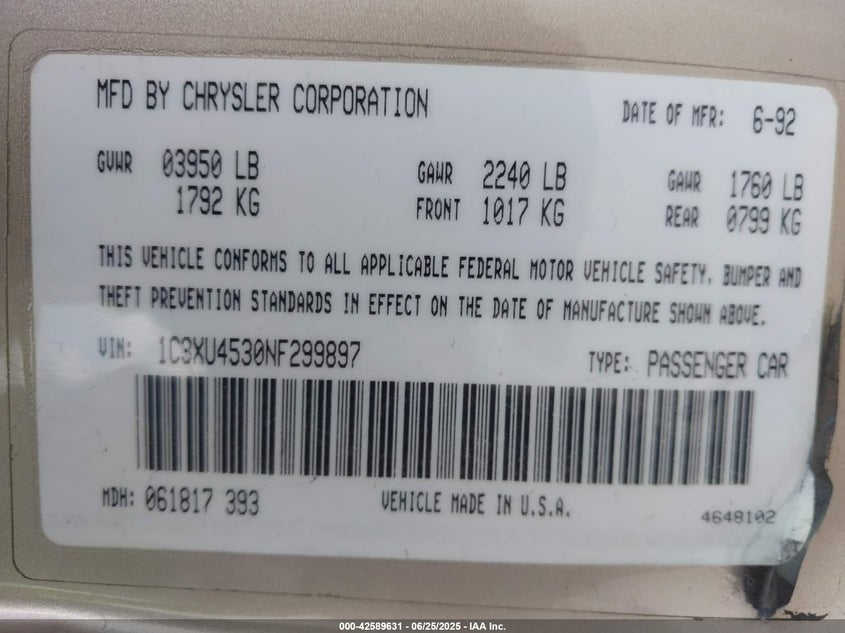 MFD BY CHRYSLER CORPORATION DATE OF MFR: 6-92
GVWR 03950 LB GAWR 2240 LB GAWR 1760 LB
1792 KG FRONT 1017 KG REAR 0799 KG
THIS VEHICLE CONFORMS TO ALL APPLICABLE FEDERAL MOTOR VEHICLE SAFETY, BUMPER AND
THEFT PREVENTION STANDARDS IN EFFECT ON THE DATE OF MANUFACTURE SHOWN ABOVE.
VIN: 1C3XU4530NF299897 TYPE: PASSENGER CAR
MDH: 061817 393 VEHICLE MADE IN U.S.A. 4648102
000-42589631 - 06/25/2025 - IAA Inc.